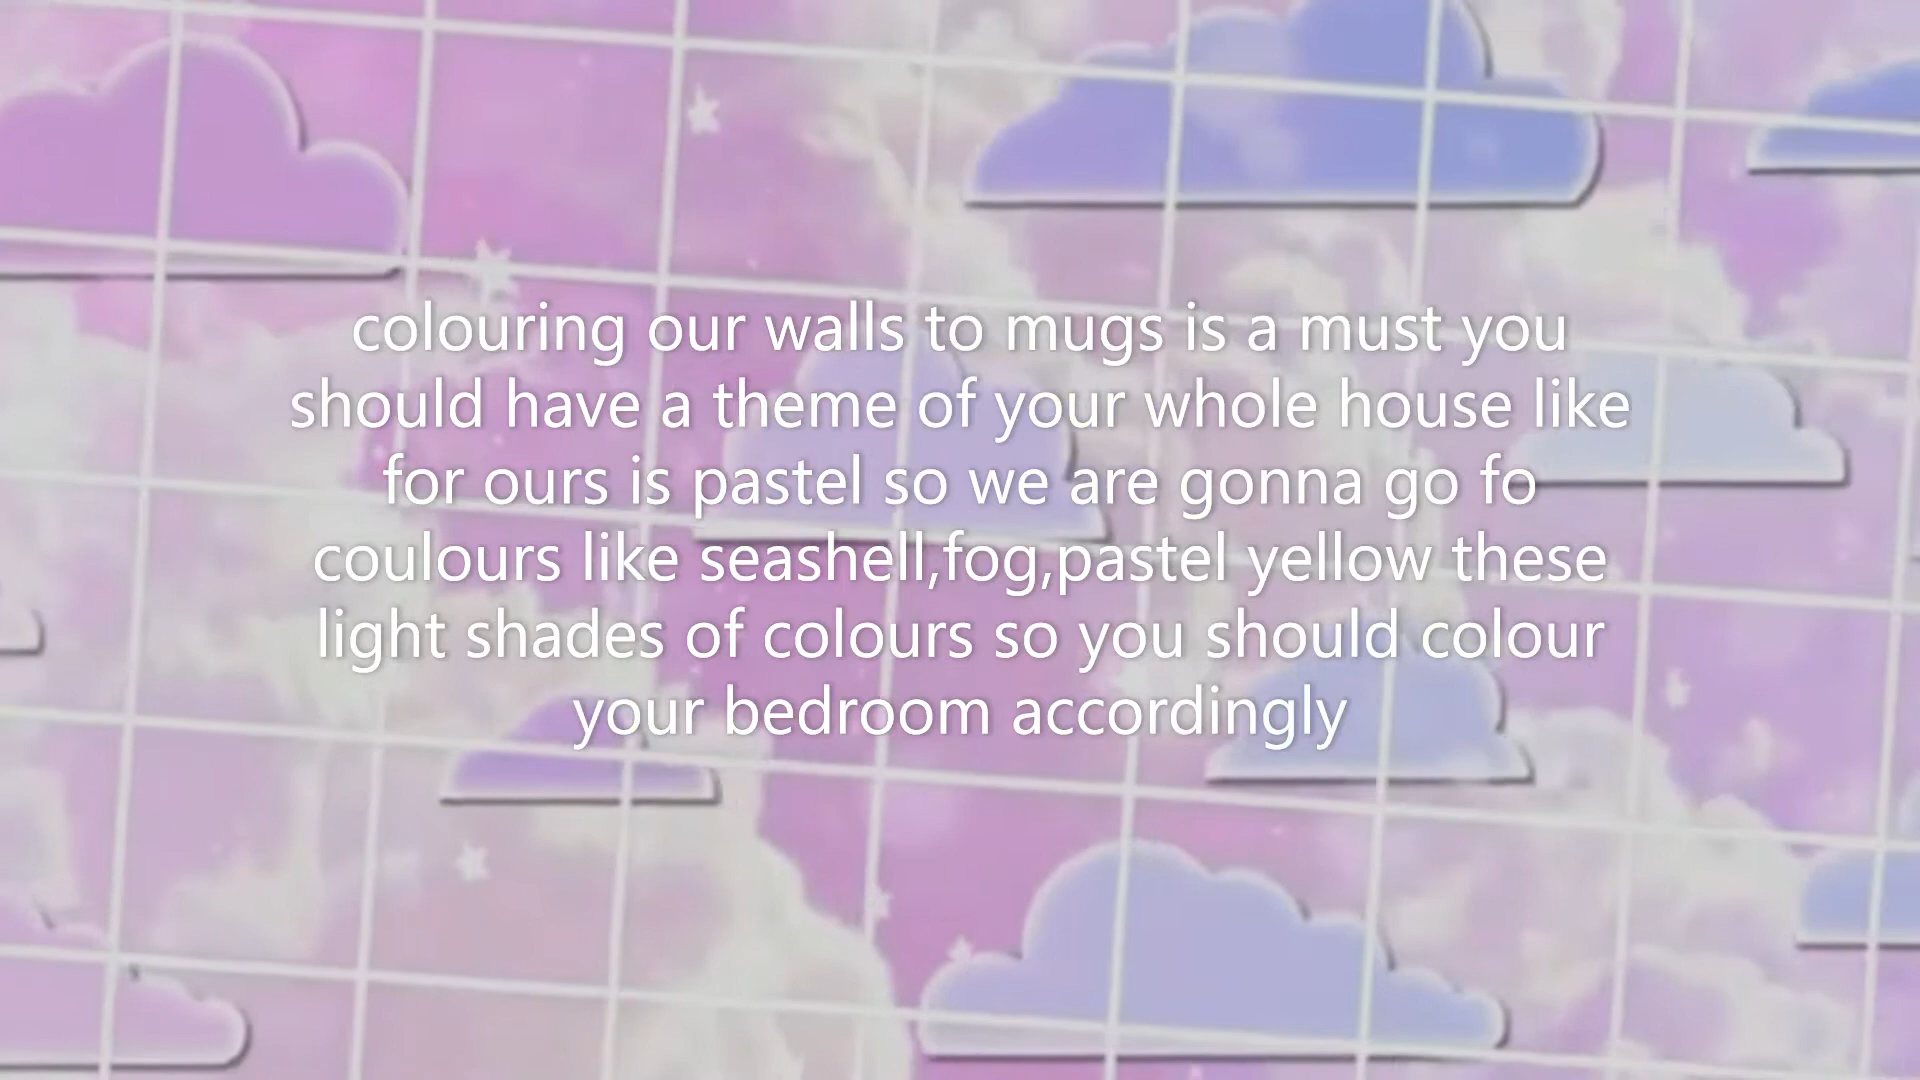 colouring our walls to mugs is a must you
should have a theme of your whole house like
for ours is pastel so we are gonna go fo
coulours like seashell,fog,pastel yellow these
light shades of colours so you should colour
your bedroom accordingly